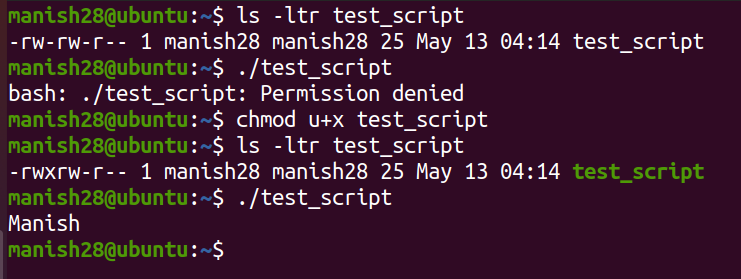 manish28@ubuntu:~$ ls -ltr test_script
-rw-rw-r-- 1 manish28 manish28 25 May 13 04:14 test_script
manish28@ubuntu:~$ ./test_script
bash: ./test_script: Permission denied
manish28@ubuntu:~$ chmod u+x test_script
manish28@ubuntu:~$ ls -ltr test_script
-rwxrw-r-- 1 manish28 manish28 25 May 13 04:14 test_script
manish28@ubuntu:~$ ./test_script
Manish
manish28@ubuntu:~$